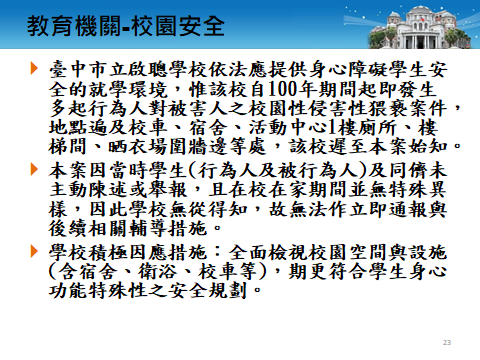 教育機關-校園安全
臺中市立啟聰學校依法應提供身心障礙學生安
全的就學環境，惟該校自100年期間起即發生
多起行為人對被害人之校園性侵害性猥褻案件，
地點遍及校車、宿舍、活動中心1樓廁所、樓
梯間、晒衣場圍牆邊等處，該校遲至本案始知。
本案因當時學生(行為人及被行為人)及同儕未
主動陳述或舉報，且在校在家期間並無特殊異
樣，因此學校無從得知，故無法作立即通報與
後續相關輔導措施。
學校積極因應措施：全面檢視校園空間與設施
(含宿舍、衛浴、校車等)，期更符合學生身心
功能特殊性之安全規劃。
23